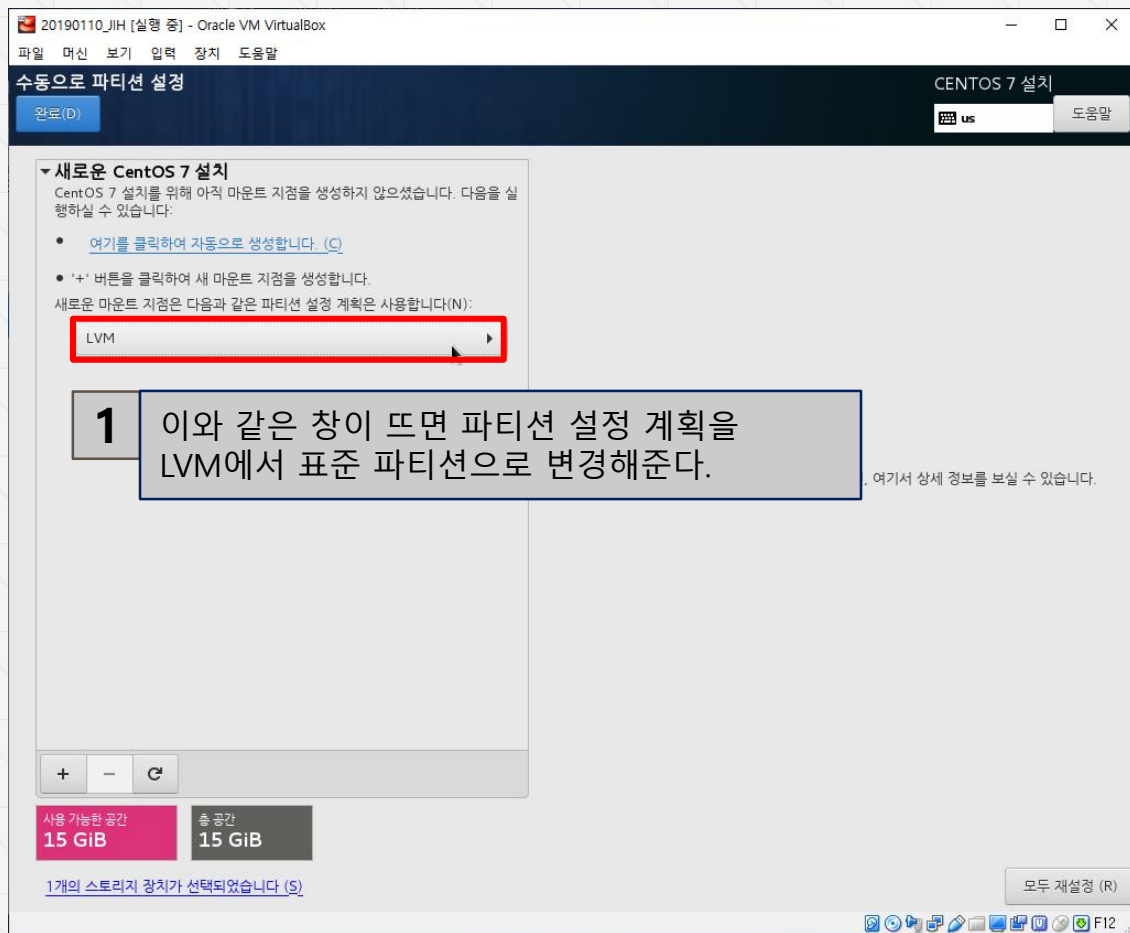 20190110_JIH [실행 중] - Oracle VM VirtualBox
파일 머신 보기 입력 장치 도움말
수동으로 파티션 설정
완료(D)
CENTOS 7 설치
us
도움말
새로운 CentOS 7 설치
CentOS 7 설치를 위해 아직 마운트 지점을 생성하지 않으셨습니다. 다음을 실
행하실 수 있습니다:
• 여기를 클릭하여 자동으로 생성합니다. (C)
• '+' 버튼을 클릭하여 새 마운트 지점을 생성합니다.
새로운 마운트 지점은 다음과 같은 파티션 설정 계획은 사용합니다(N):
LVM
1
이와 같은 창이 뜨면 파티션 설정 계획을
LVM에서 표준 파티션으로 변경해준다.
, 여기서 상세 정보를 보실 수 있습니다.
+ −
사용 가능한 공간
15 GiB
총 공간
15 GiB
1개의 스토리지 장치가 선택되었습니다 (S)
모두 재설정 (R)
F12